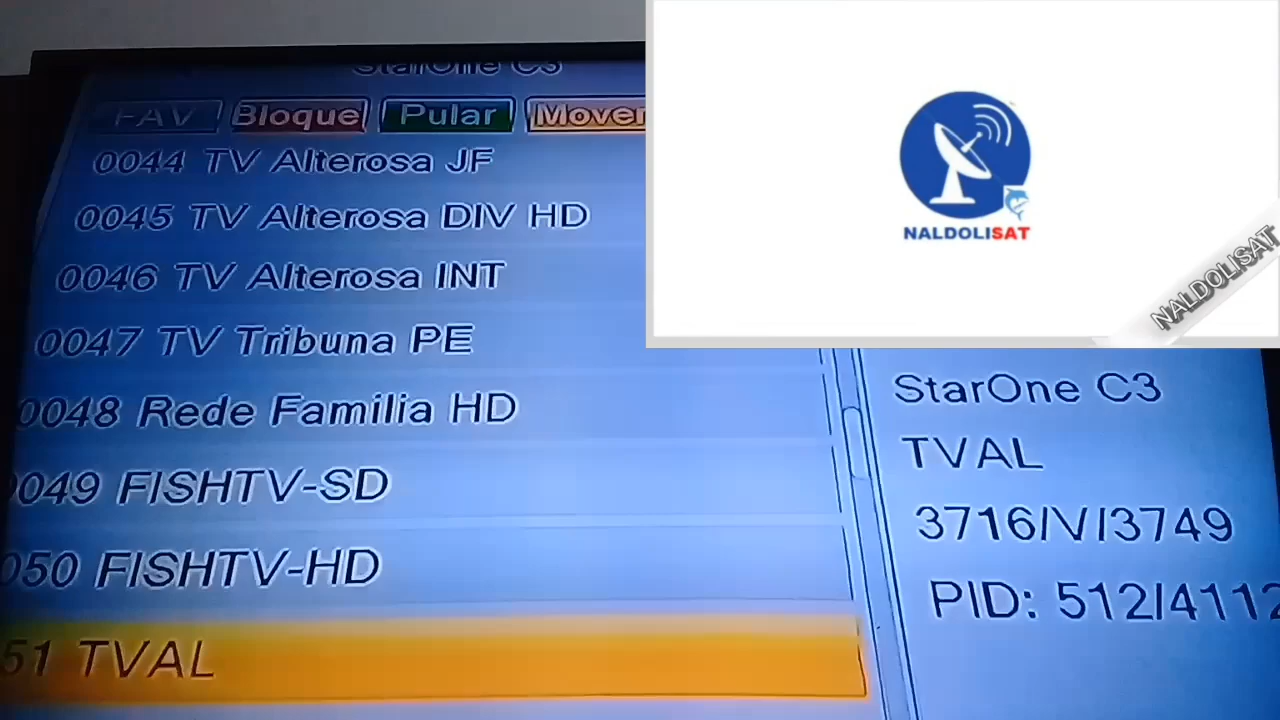 StarOne C3
FAV Bloque Pular Mover
0044 TV Alterosa JF
0045 TV Alterosa DIV HD
0046 TV Alterosa INT
0047 TV Tribuna PE
0048 Rede Familia HD
0049 FISHTV-SD
050 FISHTV-HD
51 TVAL
NALDOLISAT
NALDOLISAT
StarOne C3
TVAL
3716/V/3749
PID: 512/4112